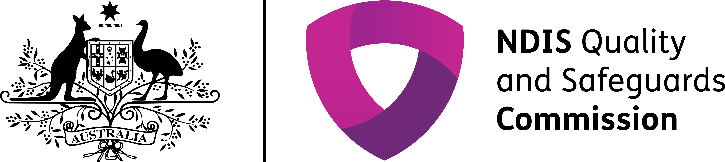 AUSTRALIA
NDIS Quality
and Safeguards
Commission